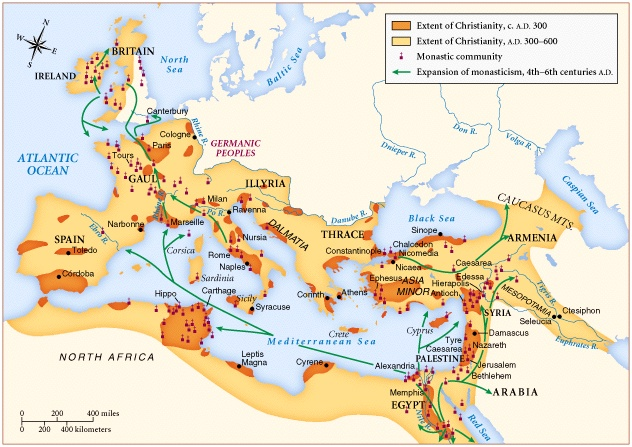 Extent of Christianity, c. A.D. 300
Extent of Christianity, A.D. 300–600
Monastic community
Expansion of monasticism, 4th–6th centuries A.D.
N
W
E
S
BRITAIN
IRELAND
North
Sea
Baltic Sea
Canterbury
Cologne
Rhine R.
Paris
GERMANIC
PEOPLES
Dnieper R.
Don R.
Volga R.
ATLANTIC
OCEAN
Tours
GAUL
ILLYRIA
Caspian Sea
Milan
Po R.
Ravenna
Danube R.
Black Sea
CAUCASUS MTS.
Narbonne
Marseille
DALMATIA
THRACE
Sinope
ARMENIA
SPAIN
Ebro R.
Toledo
Corsica
Nursia
Constantinople
Chalcedon
Nicomedia
Rome
Naples
Nicaea
Caesarea
Córdoba
Sardinia
Ephesus
ASIA
MINOR
Edessa
Hierapolis
Antioch
Tigris R.
Hippo
Carthage
Sicily
Syracuse
Corinth
Athens
SYRIA
MESOPOTAMIA
Ctesiphon
Seleucia
Crete
Cyprus
Damascus
Euphrates R.
Mediterranean Sea
Tyre
Caesarea
Nazareth
NORTH AFRICA
Leptis
Magna
Cyrene
Alexandria
PALESTINE
Jerusalem
Bethlehem
Memphis
EGYPT
Nile R.
ARABIA
Red Sea
0 200 400 miles
0 200 400 kilometers